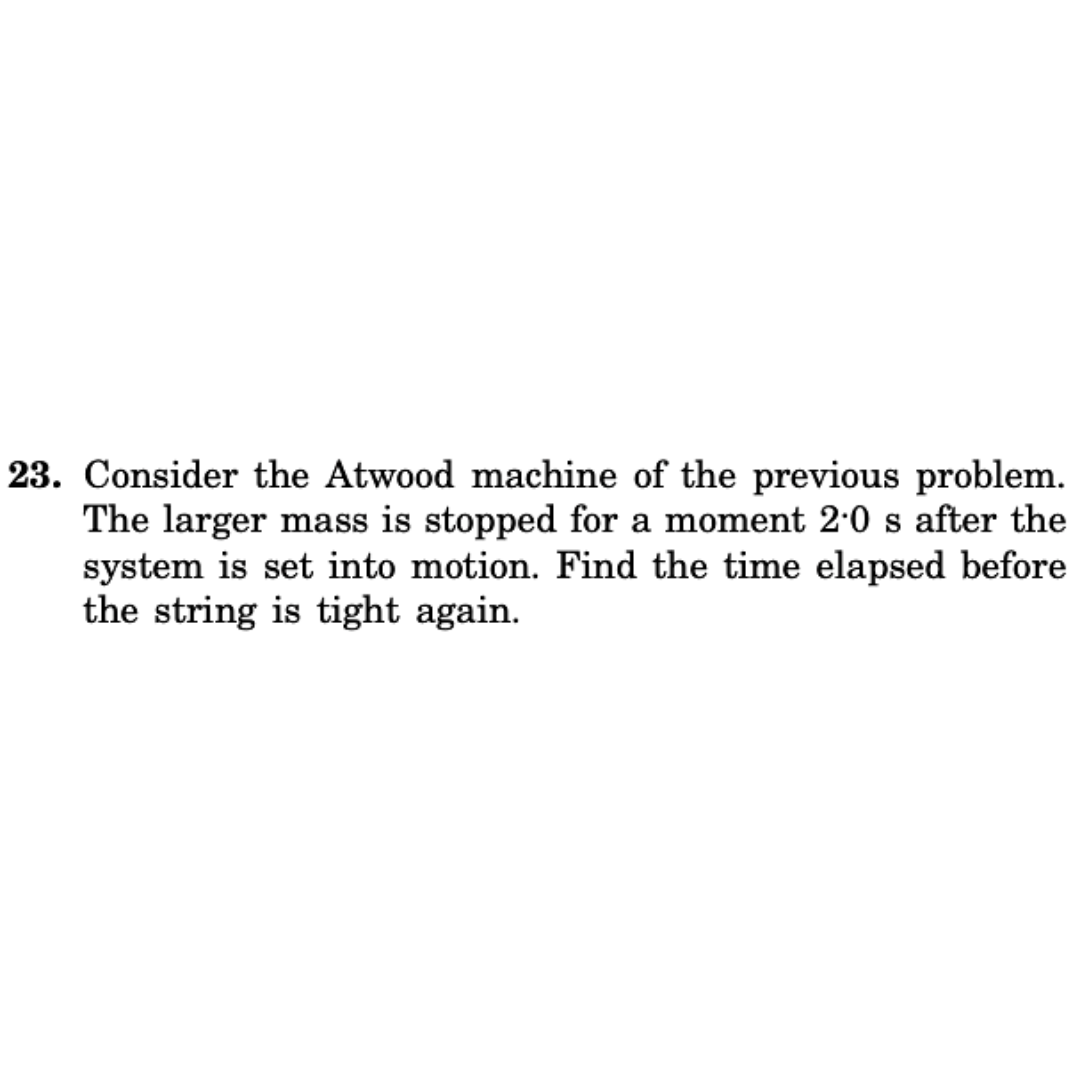 23. Consider the Atwood machine of the previous problem.
The larger mass is stopped for a moment 2·0 s after the
system is set into motion. Find the time elapsed before
the string is tight again.